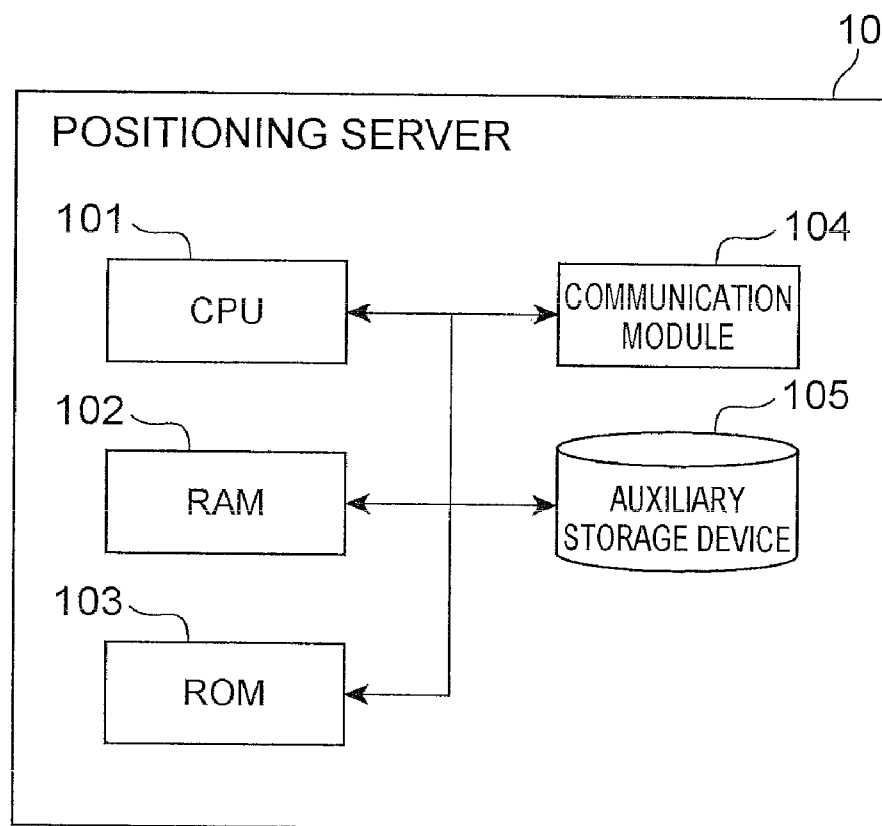 10
POSITIONING SERVER
101
CPU
104
COMMUNICATION
MODULE
102
RAM
105
AUXILIARY
STORAGE DEVICE
103
ROM